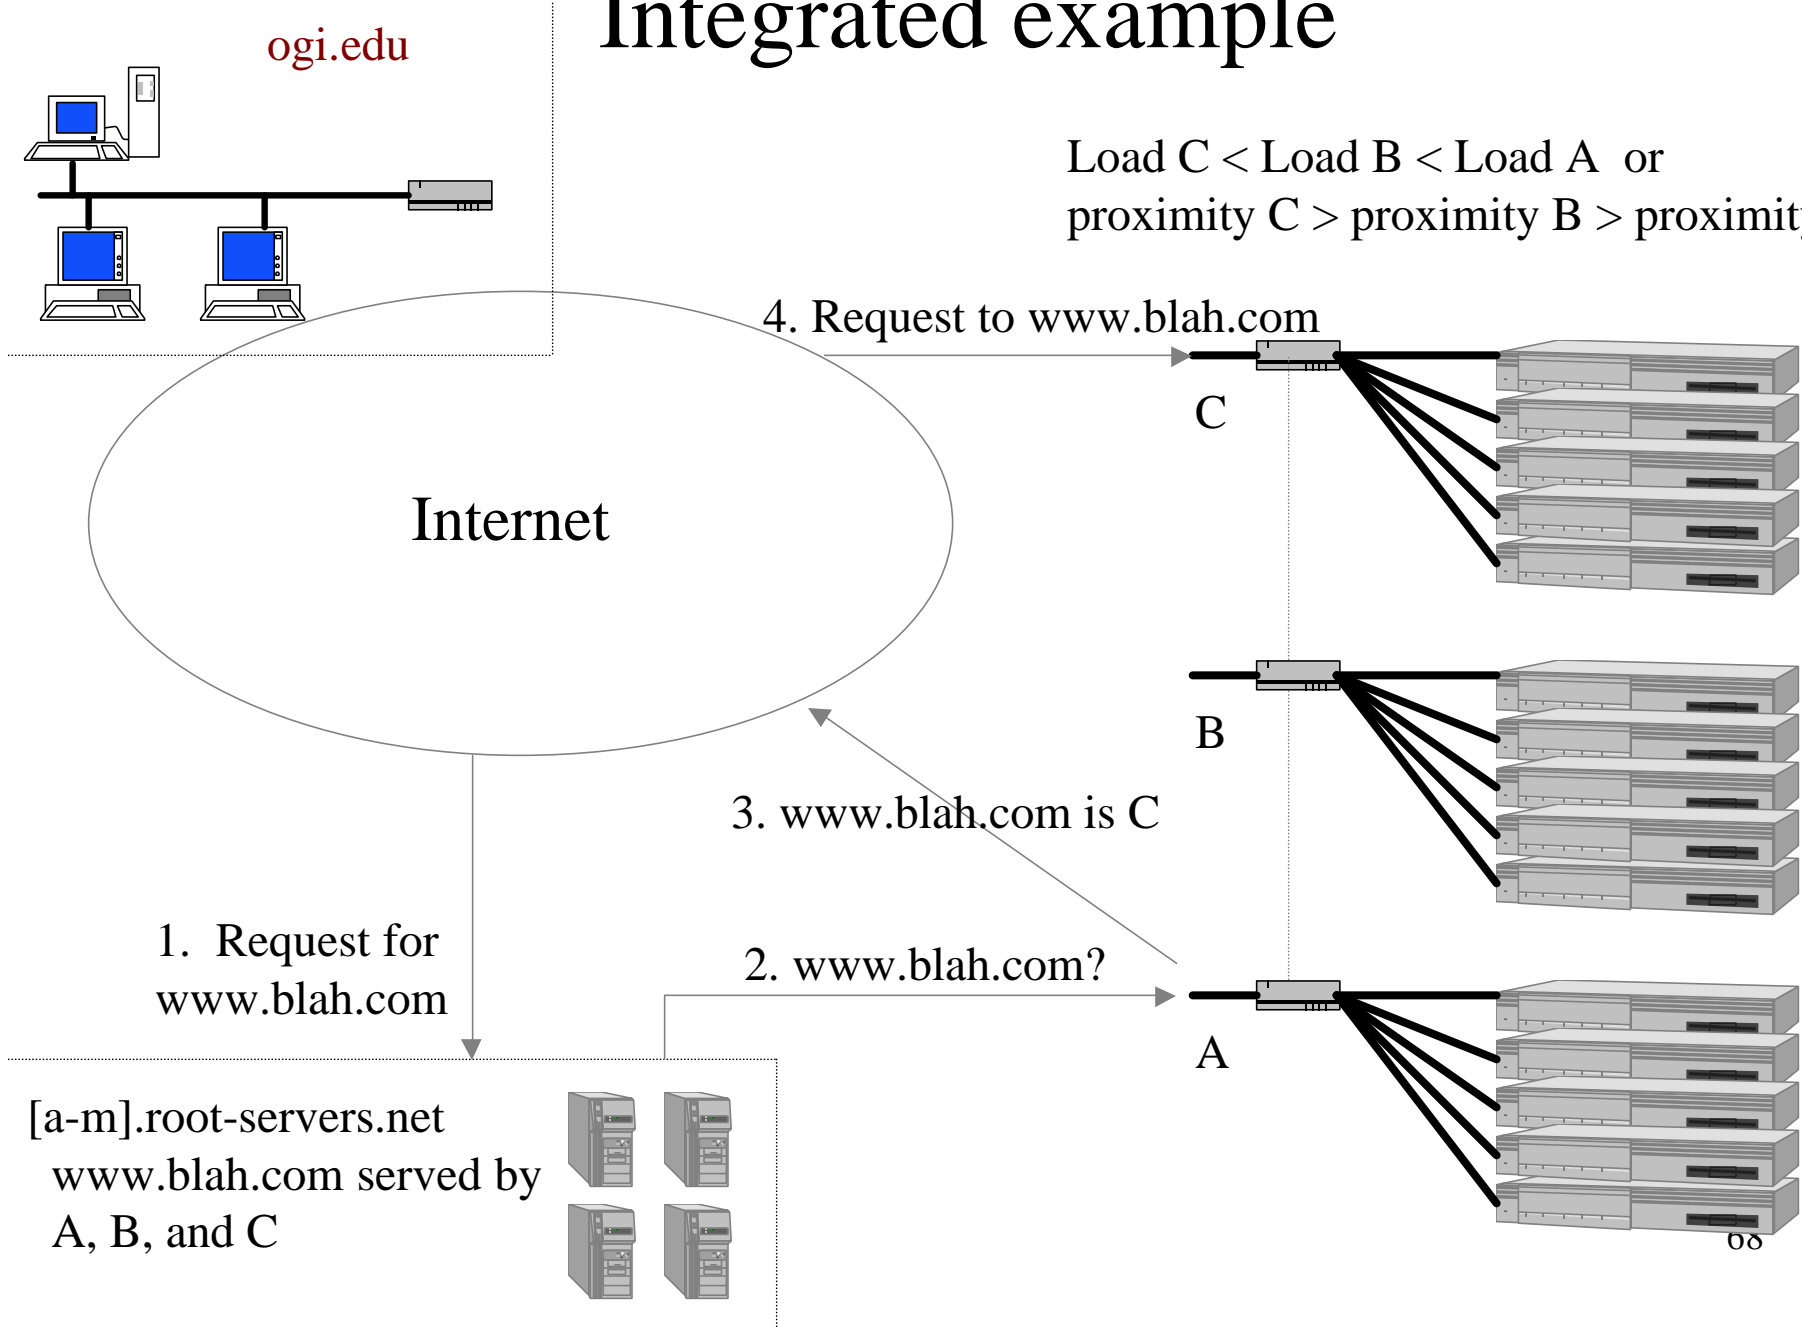 Integrated example
ogi.edu
Load C < Load B < Load A or
proximity C > proximity B > proximity
4. Request to www.blah.com
C
Internet
B
3. www.blah.com is C
1. Request for
www.blah.com
2. www.blah.com?
A
[a-m].root-servers.net
www.blah.com served by
A, B, and C
68